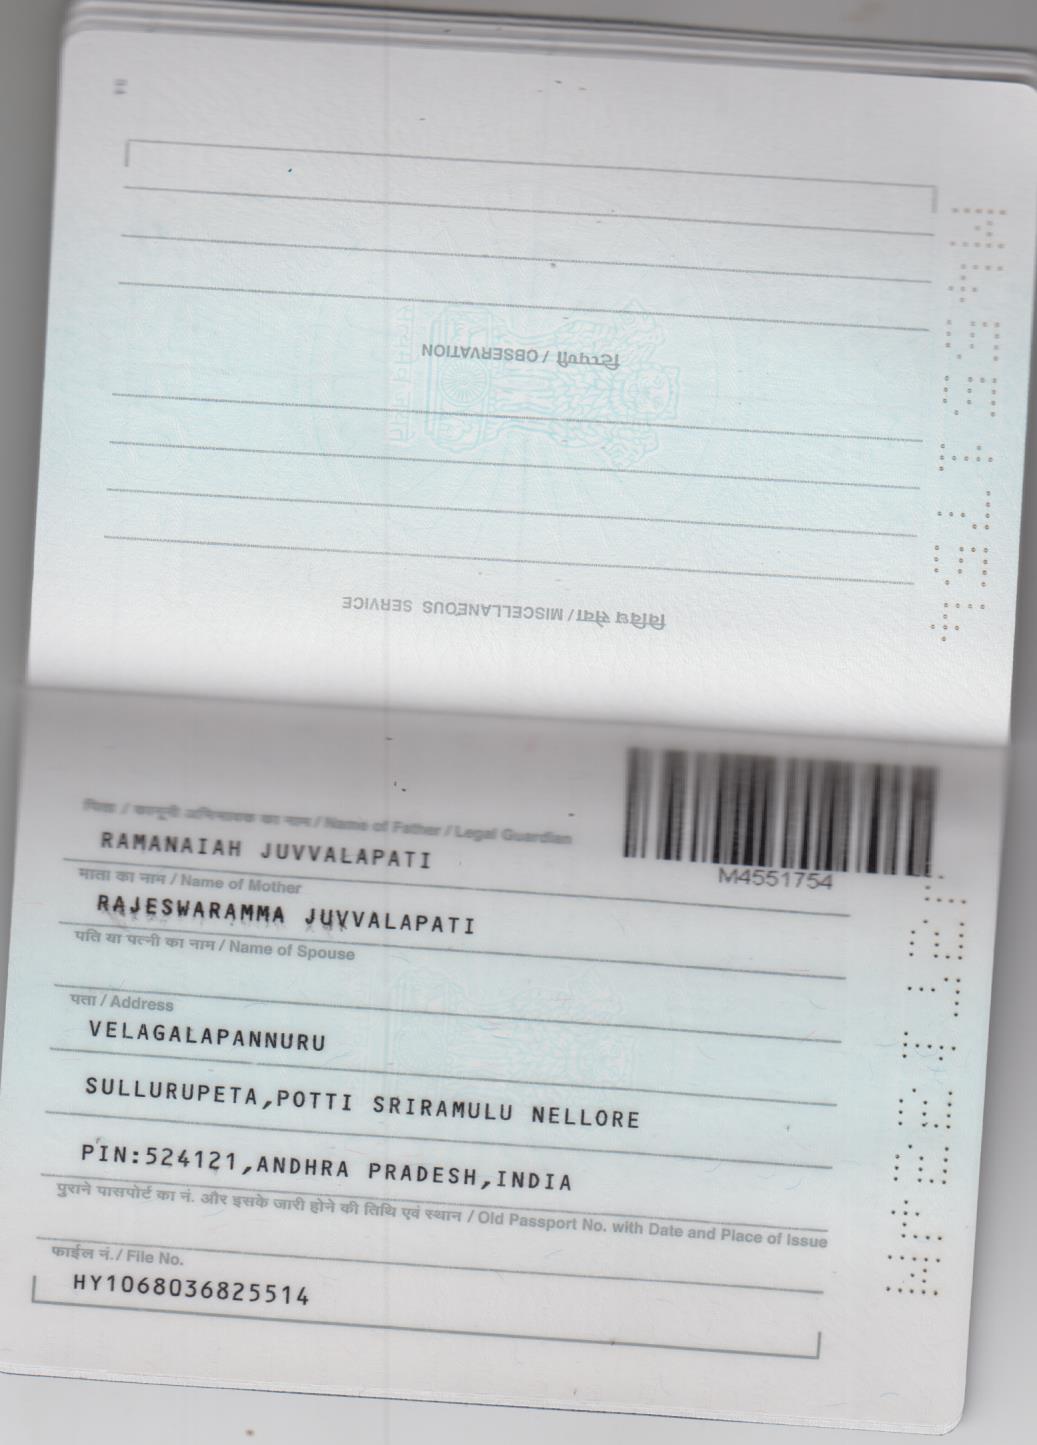 टिप्पणी / OBSERVATION
विविध सेवा / MISCELLANEOUS SERVICE
M4551754
पिता / कानूनी अभिभावक का नाम / Name of Father / Legal Guardian
RAMANAIAH JUVVALAPATI
माता का नाम / Name of Mother
RAJESWARAMMA JUVVALAPATI
पति या पत्नी का नाम / Name of Spouse
पता / Address
VELAGALAPANNURU
SULLURUPETA,POTTI SRIRAMULU NELLORE
PIN:524121,ANDHRA PRADESH,INDIA
पुराने पासपोर्ट का नं. और इसके जारी होने की तिथि एवं स्थान / Old Passport No. with Date and Place of Issue
फाईल नं./ File No.
HY1068036825514